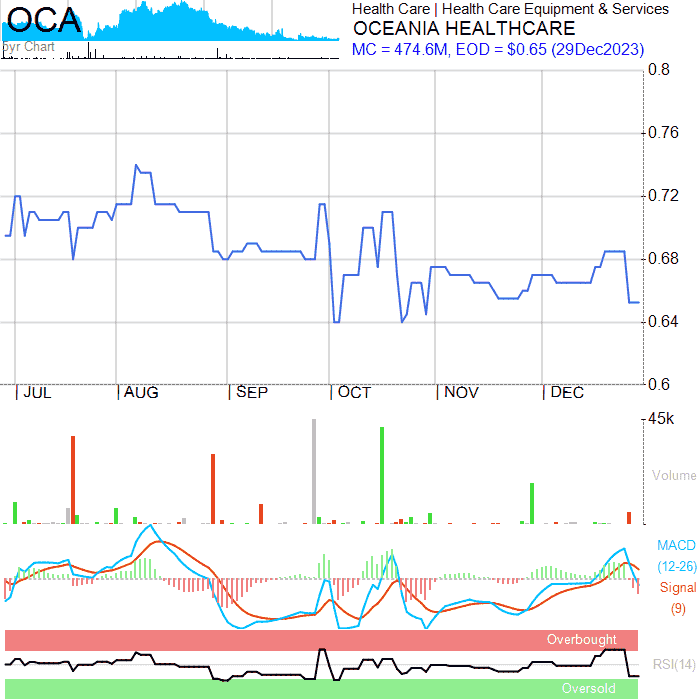 OCA
5yr Chart
Health Care | Health Care Equipment & Services
OCEANIA HEALTHCARE
MC = 474.6M, EOD = $0.65 (29Dec2023)
0.8
0.76
0.72
0.68
0.64
0.6
| JUL | AUG | SEP | OCT | NOV | DEC
45k
Volume
MACD
(12-26)
Signal
(9)
Overbought
RSI(14)
Oversold